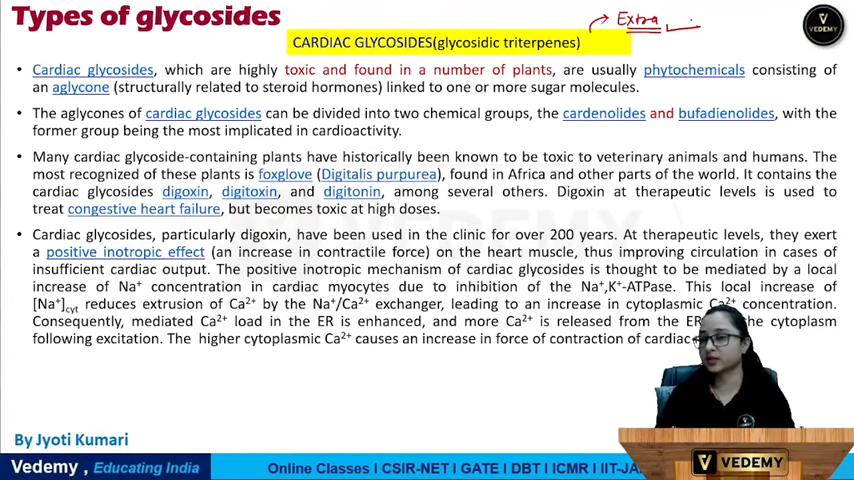 Types of glycosides
Extra
VEDEMY
CARDIAC GLYCOSIDES(glycosidic triterpenes)
• Cardiac glycosides, which are highly toxic and found in a number of plants, are usually phytochemicals consisting of
an aglycone (structurally related to steroid hormones) linked to one or more sugar molecules.
• The aglycones of cardiac glycosides can be divided into two chemical groups, the cardenolides and bufadienolides, with the
former group being the most implicated in cardioactivity.
• Many cardiac glycoside-containing plants have historically been known to be toxic to veterinary animals and humans. The
most recognized of these plants is foxglove (Digitalis purpurea), found in Africa and other parts of the world. It contains the
cardiac glycosides digoxin, digitoxin, and digitonin, among several others. Digoxin at therapeutic levels is used to
treat congestive heart failure, but becomes toxic at high doses.
• Cardiac glycosides, particularly digoxin, have been used in the clinic for over 200 years. At therapeutic levels, they exert
a positive inotropic effect (an increase in contractile force) on the heart muscle, thus improving circulation in cases of
insufficient cardiac output. The positive inotropic mechanism of cardiac glycosides is thought to be mediated by a local
increase of Na⁺ concentration in cardiac myocytes due to inhibition of the Na⁺,K⁺-ATPase. This local increase of
[Na⁺]cyt reduces extrusion of Ca²⁺ by the Na⁺/Ca²⁺ exchanger, leading to an increase in cytoplasmic Ca²⁺ concentration.
Consequently, mediated Ca²⁺ load in the ER is enhanced, and more Ca²⁺ is released from the ER the cytoplasm
following excitation. The higher cytoplasmic Ca²⁺ causes an increase in force of contraction of cardiac
By Jyoti Kumari
Vedemy , Educating India
Online Classes I CSIR-NET I GATE I DBT I ICMR I IIT-JA
VEDEMY